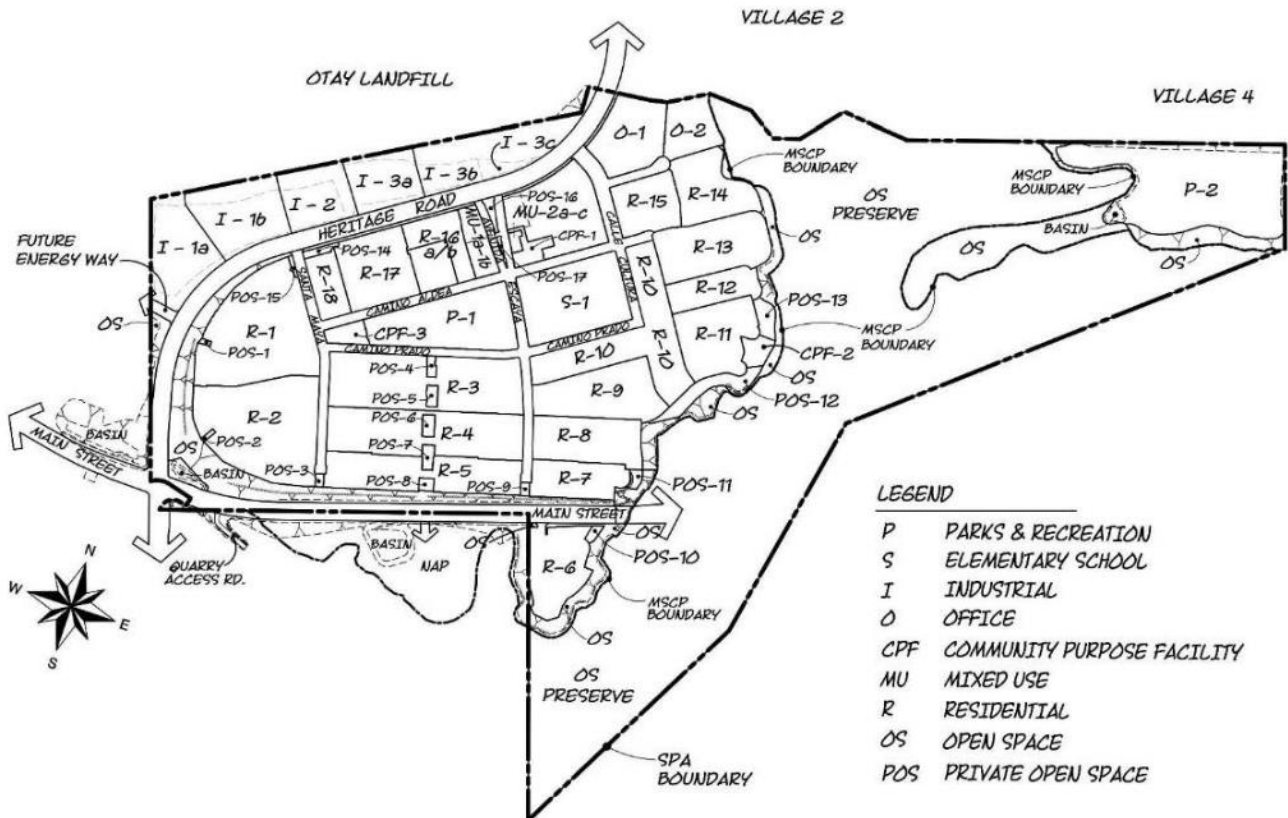 VILLAGE 2
OTAY LANDFILL
VILLAGE 4
I - 3c
O-1
O-2
I - 3b
I - 3a
I - 2
I - 1b
I - 1a
HERITAGE ROAD
MSCP
BOUNDARY
MSCP
BOUNDARY
P-2
OS
PRESERVE
BASIN
OS
OS
OS
FUTURE
ENERGY WAY
OS
POS-16
MU-2a-c
MU-1a-1b
CPF-1
R-15
R-14
R-13
R-12
R-11
R-10
R-10
R-10
CALLE
CULTURA
POS-14
R-16
a/b
R-17
R-18
POS-15
SANTA
MAYA
CAMINO ALDEA
POS-17
ESCAYA
S-1
P-1
CPF-3
CAMINO PRADO
CAMINO PRADO
POS-13
MSCP
BOUNDARY
CPF-2
OS
POS-12
OS
R-1
POS-1
R-2
POS-2
POS-4
R-3
POS-5
POS-6
R-4
POS-7
R-5
POS-8
POS-3
POS-9
R-9
R-8
R-7
POS-11
BASIN
MAIN STREET
OS
BASIN
MAIN STREET
OS
OS
POS-10
QUARRY
ACCESS RD.
BASIN
NAP
R-6
MSCP
BOUNDARY
OS
OS
PRESERVE
SPA
BOUNDARY
N
W
E
S
LEGEND
P PARKS & RECREATION
S ELEMENTARY SCHOOL
I INDUSTRIAL
O OFFICE
CPF COMMUNITY PURPOSE FACILITY
MU MIXED USE
R RESIDENTIAL
OS OPEN SPACE
POS PRIVATE OPEN SPACE